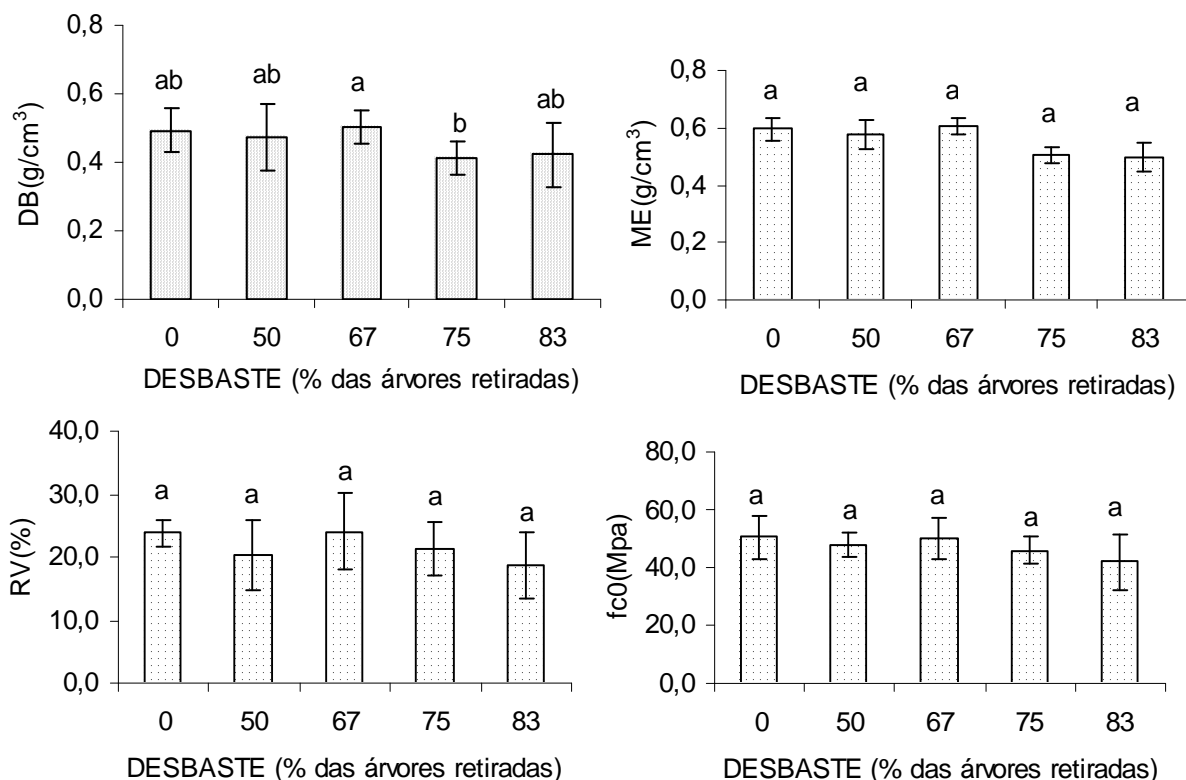 0,8
0,6
0,4
0,2
0,0
DB(g/cm³)
ab
ab
a
b
ab
0 50 67 75 83
DESBASTE (% das árvores retiradas)
0,8
0,6
0,4
0,2
0,0
ME(g/cm³)
a
a
a
a
a
0 50 67 75 83
DESBASTE (% das árvores retiradas)
40,0
30,0
20,0
10,0
0,0
RV(%)
a
a
a
a
a
0 50 67 75 83
DESBASTE (% das árvores retiradas)
80,0
60,0
40,0
20,0
0,0
fc0(Mpa)
a
a
a
a
a
0 50 67 75 83
DESBASTE (% das árvores retiradas)